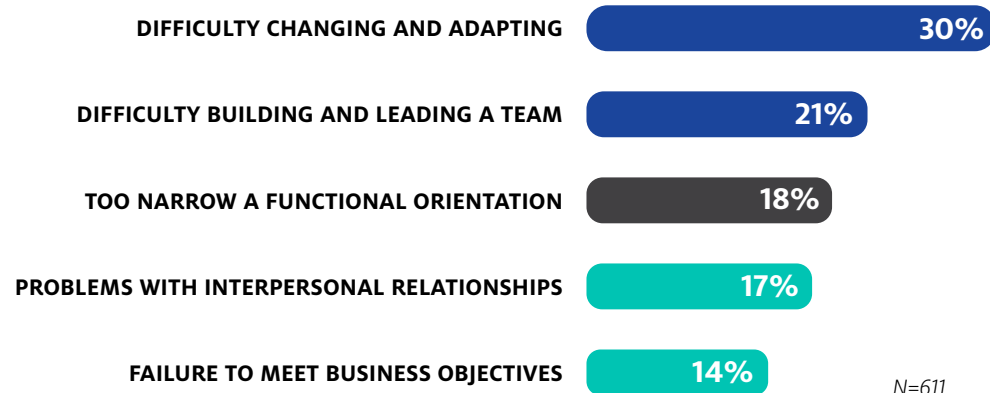 DIFFICULTY CHANGING AND ADAPTING 30%
DIFFICULTY BUILDING AND LEADING A TEAM 21%
TOO NARROW A FUNCTIONAL ORIENTATION 18%
PROBLEMS WITH INTERPERSONAL RELATIONSHIPS 17%
FAILURE TO MEET BUSINESS OBJECTIVES 14%
N=611